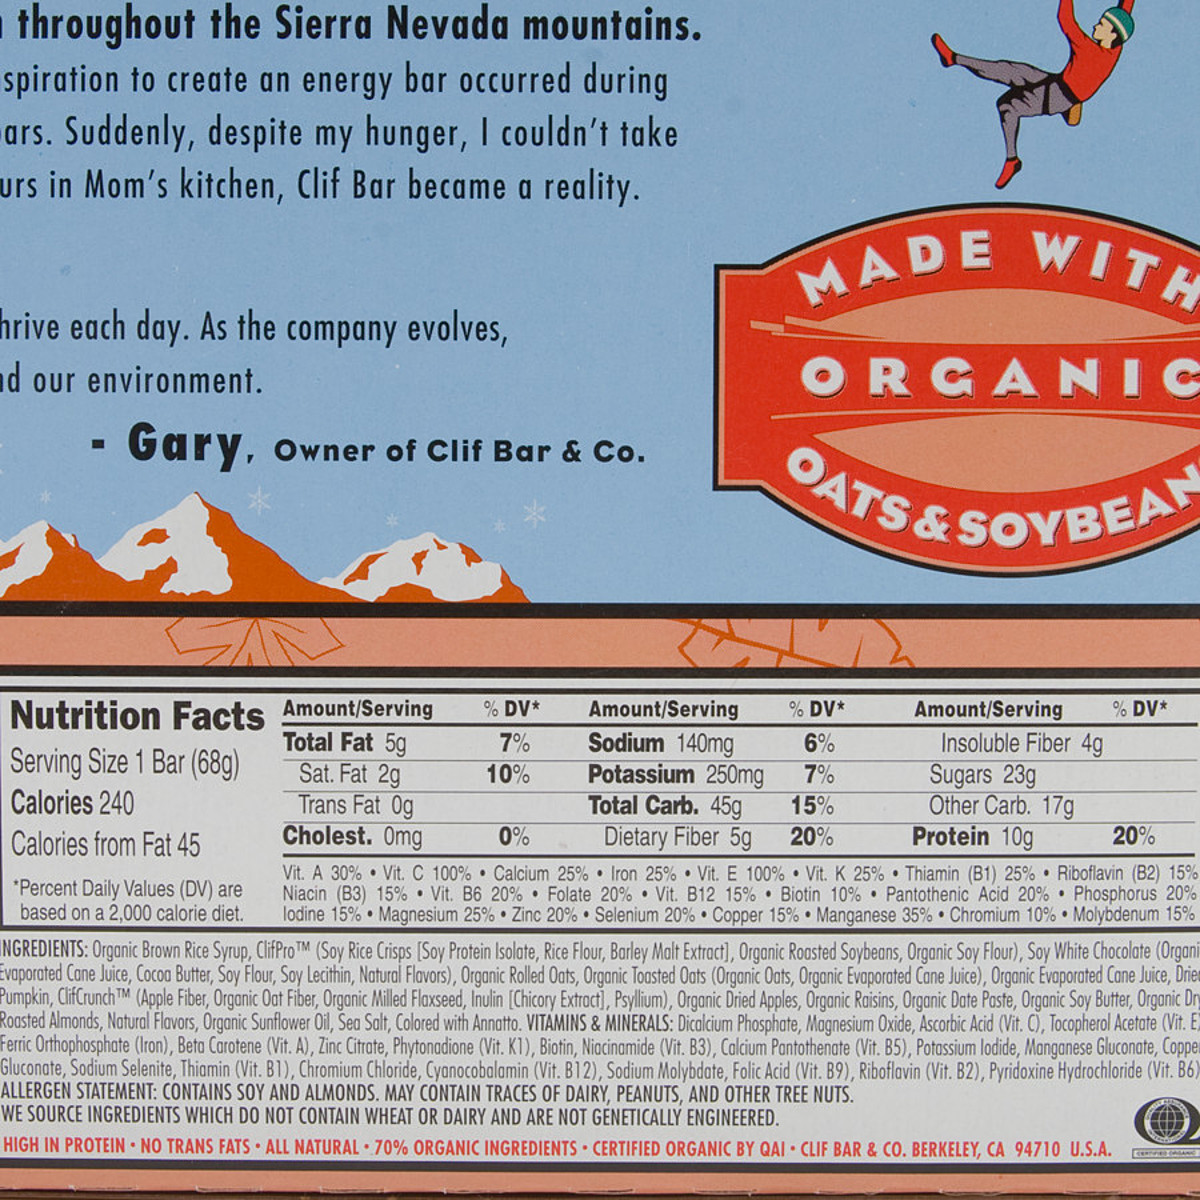 throughout the Sierra Nevada mountains.
spiration to create an energy bar occurred during
ars. Suddenly, despite my hunger, I couldn't take
urs in Mom's kitchen, Clif Bar became a reality.
hrive each day. As the company evolves,
nd our environment.
- Gary, Owner of Clif Bar & Co.
MADE WITH
ORGANIC
OATS & SOYBEAN
Nutrition Facts
Serving Size 1 Bar (68g)
Calories 240
Calories from Fat 45
*Percent Daily Values (DV) are
based on a 2,000 calorie diet.
Amount/Serving % DV* Amount/Serving % DV* Amount/Serving % DV*
Total Fat 5g 7% Sodium 140mg 6% Insoluble Fiber 4g
Sat. Fat 2g 10% Potassium 250mg 7% Sugars 23g
Trans Fat 0g Total Carb. 45g 15% Other Carb. 17g
Cholest. 0mg 0% Dietary Fiber 5g 20% Protein 10g 20%
Vit. A 30% • Vit. C 100% • Calcium 25% • Iron 25% • Vit. E 100% • Vit. K 25% • Thiamin (B1) 25% • Riboflavin (B2) 15%
Niacin (B3) 15% • Vit. B6 20% • Folate 20% • Vit. B12 15% • Biotin 10% • Pantothenic Acid 20% • Phosphorus 20%
Iodine 15% • Magnesium 25% • Zinc 20% • Selenium 20% • Copper 15% • Manganese 35% • Chromium 10% • Molybdenum 15%
INGREDIENTS: Organic Brown Rice Syrup, ClifPro™ (Soy Rice Crisps [Soy Protein Isolate, Rice Flour, Barley Malt Extract], Organic Roasted Soybeans, Organic Soy Flour), Soy White Chocolate (Organi
Evaporated Cane Juice, Cocoa Butter, Soy Flour, Soy Lecithin, Natural Flavors), Organic Rolled Oats, Organic Toasted Oats (Organic Oats, Organic Evaporated Cane Juice), Organic Evaporated Cane Juice, Dried
Pumpkin, ClifCrunch™ (Apple Fiber, Organic Oat Fiber, Organic Milled Flaxseed, Inulin [Chicory Extract], Psyllium), Organic Dried Apples, Organic Raisins, Organic Date Paste, Organic Soy Butter, Organic Dry
Roasted Almonds, Natural Flavors, Organic Sunflower Oil, Sea Salt, Colored with Annatto. VITAMINS & MINERALS: Dicalcium Phosphate, Magnesium Oxide, Ascorbic Acid (Vit. C), Tocopherol Acetate (Vit. E)
Ferric Orthophosphate (Iron), Beta Carotene (Vit. A), Zinc Citrate, Phytonadione (Vit. K1), Biotin, Niacinamide (Vit. B3), Calcium Pantothenate (Vit. B5), Potassium Iodide, Manganese Gluconate, Copper
Gluconate, Sodium Selenite, Thiamin (Vit. B1), Chromium Chloride, Cyanocobalamin (Vit. B12), Sodium Molybdate, Folic Acid (Vit. B9), Riboflavin (Vit. B2), Pyridoxine Hydrochloride (Vit. B6)
ALLERGEN STATEMENT: CONTAINS SOY AND ALMONDS. MAY CONTAIN TRACES OF DAIRY, PEANUTS, AND OTHER TREE NUTS.
WE SOURCE INGREDIENTS WHICH DO NOT CONTAIN WHEAT OR DAIRY AND ARE NOT GENETICALLY ENGINEERED.
HIGH IN PROTEIN • NO TRANS FATS • ALL NATURAL • 70% ORGANIC INGREDIENTS • CERTIFIED ORGANIC BY QAI • CLIF BAR & CO. BERKELEY, CA 94710 U.S.A.
CERTIFIED ORGANIC